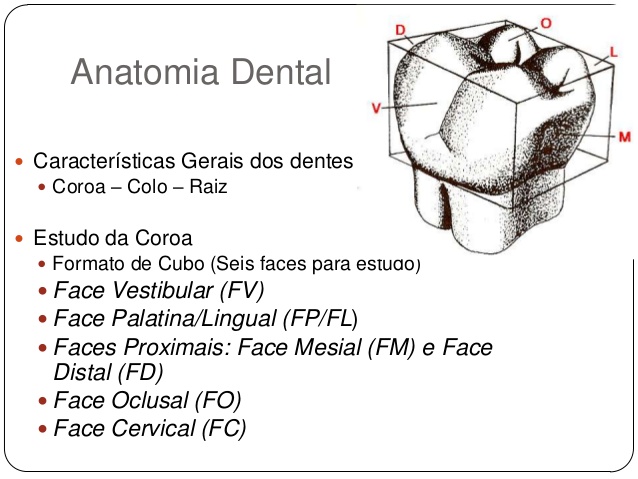 Anatomia Dental
Características Gerais dos dentes
Coroa – Colo – Raiz
Estudo da Coroa
Formato de Cubo (Seis faces para estudo)
Face Vestibular (FV)
Face Palatina/Lingual (FP/FL)
Faces Proximais: Face Mesial (FM) e Face
Distal (FD)
Face Oclusal (FO)
Face Cervical (FC)
D
O
L
V
M